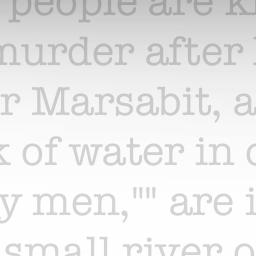 people are k
murder after
r Marsabit, a
k of water in
y men,"" are i
small river o